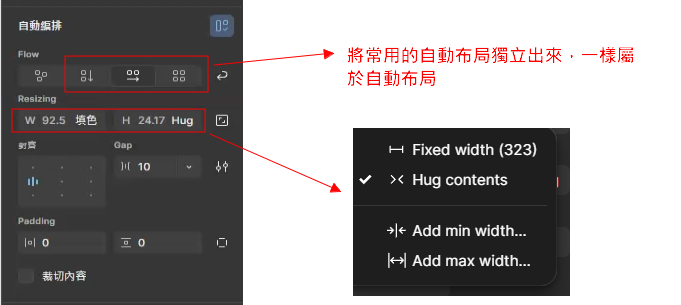 自動編排
Flow
將常用的自動布局獨立出來，一樣屬
於自動布局
Resizing
W 92.5 填色 H 24.17 Hug
對齊 Gap
10
Padding
0 0
裁切內容
Fixed width (323)
Hug contents
Add min width...
Add max width...